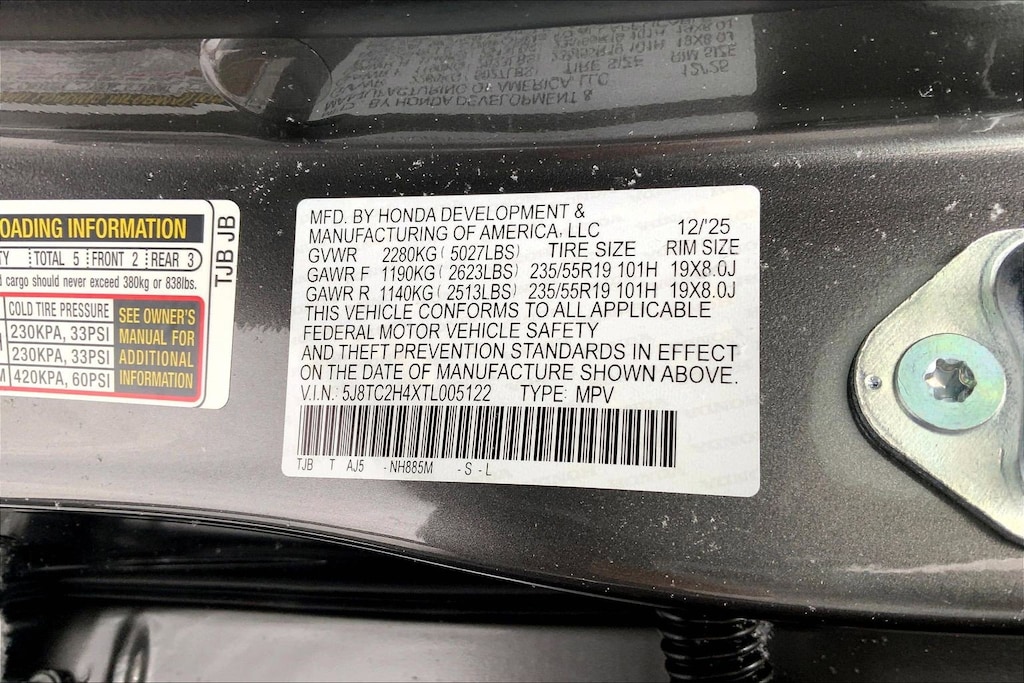 OADING INFORMATION
TY TOTAL 5 FRONT 2 REAR 3
d cargo should never exceed 380kg or 838lbs.
COLD TIRE PRESSURE
230KPA, 33PSI
230KPA, 33PSI
M 420KPA, 60PSI
SEE OWNER'S
MANUAL FOR
ADDITIONAL
INFORMATION
TJB JB
MFD. BY HONDA DEVELOPMENT &
MANUFACTURING OF AMERICA, LLC 12/'25
GVWR 2280KG ( 5027LBS) TIRE SIZE RIM SIZE
GAWR F 1190KG ( 2623LBS) 235/55R19 101H 19X8.0J
GAWR R 1140KG ( 2513LBS) 235/55R19 101H 19X8.0J
THIS VEHICLE CONFORMS TO ALL APPLICABLE
FEDERAL MOTOR VEHICLE SAFETY
AND THEFT PREVENTION STANDARDS IN EFFECT
ON THE DATE OF MANUFACTURE SHOWN ABOVE.
V.I.N.: 5J8TC2H4XTL005122 TYPE: MPV
TJB T AJ5 - NH885M - S - L